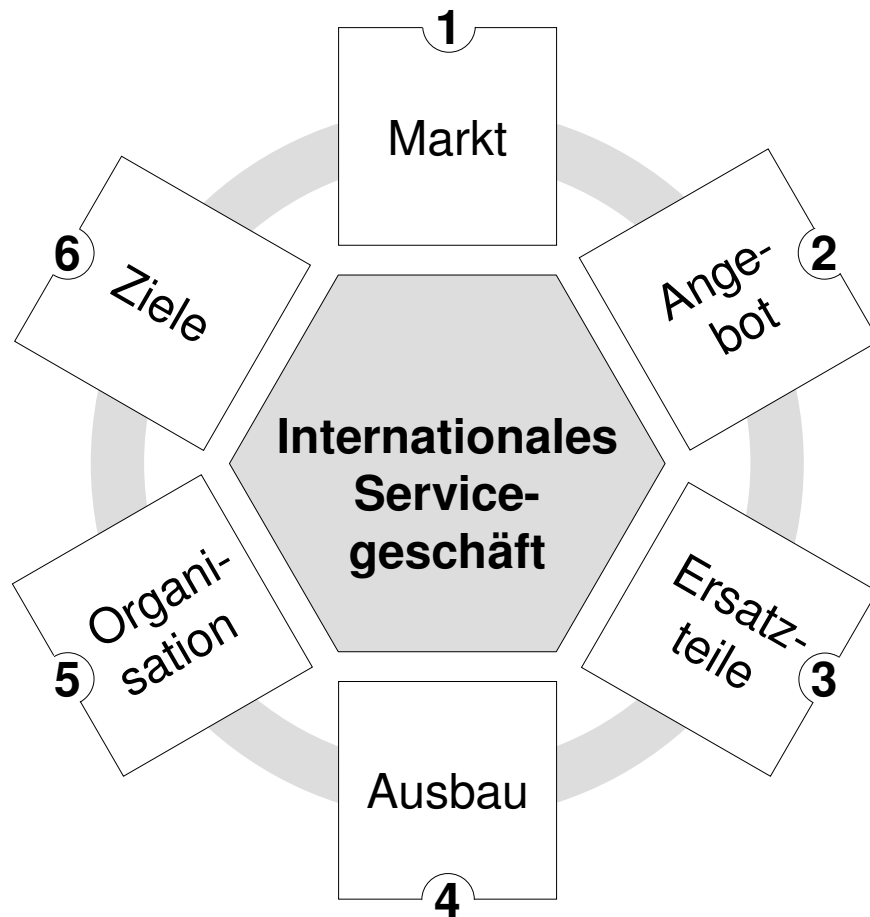 1
Markt
2
Ange-
bot
3
Ersatz-
teile
4
Ausbau
5
Organi-
sation
6
Ziele
Internationales
Service-
geschäft